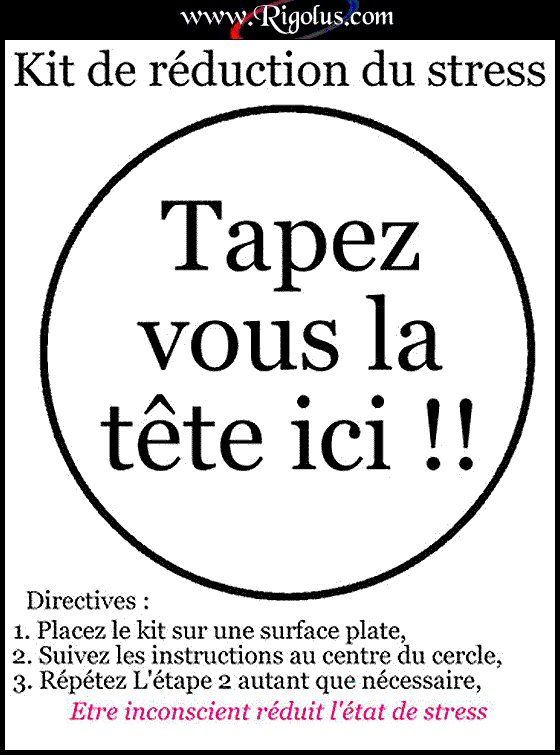 www.Rigolus.com
Kit de réduction du stress
Tapez
vous la
tête ici !!
Directives :
1. Placez le kit sur une surface plate,
2. Suivez les instructions au centre du cercle,
3. Répétez L'étape 2 autant que nécessaire,
Etre inconscient réduit l'état de stress